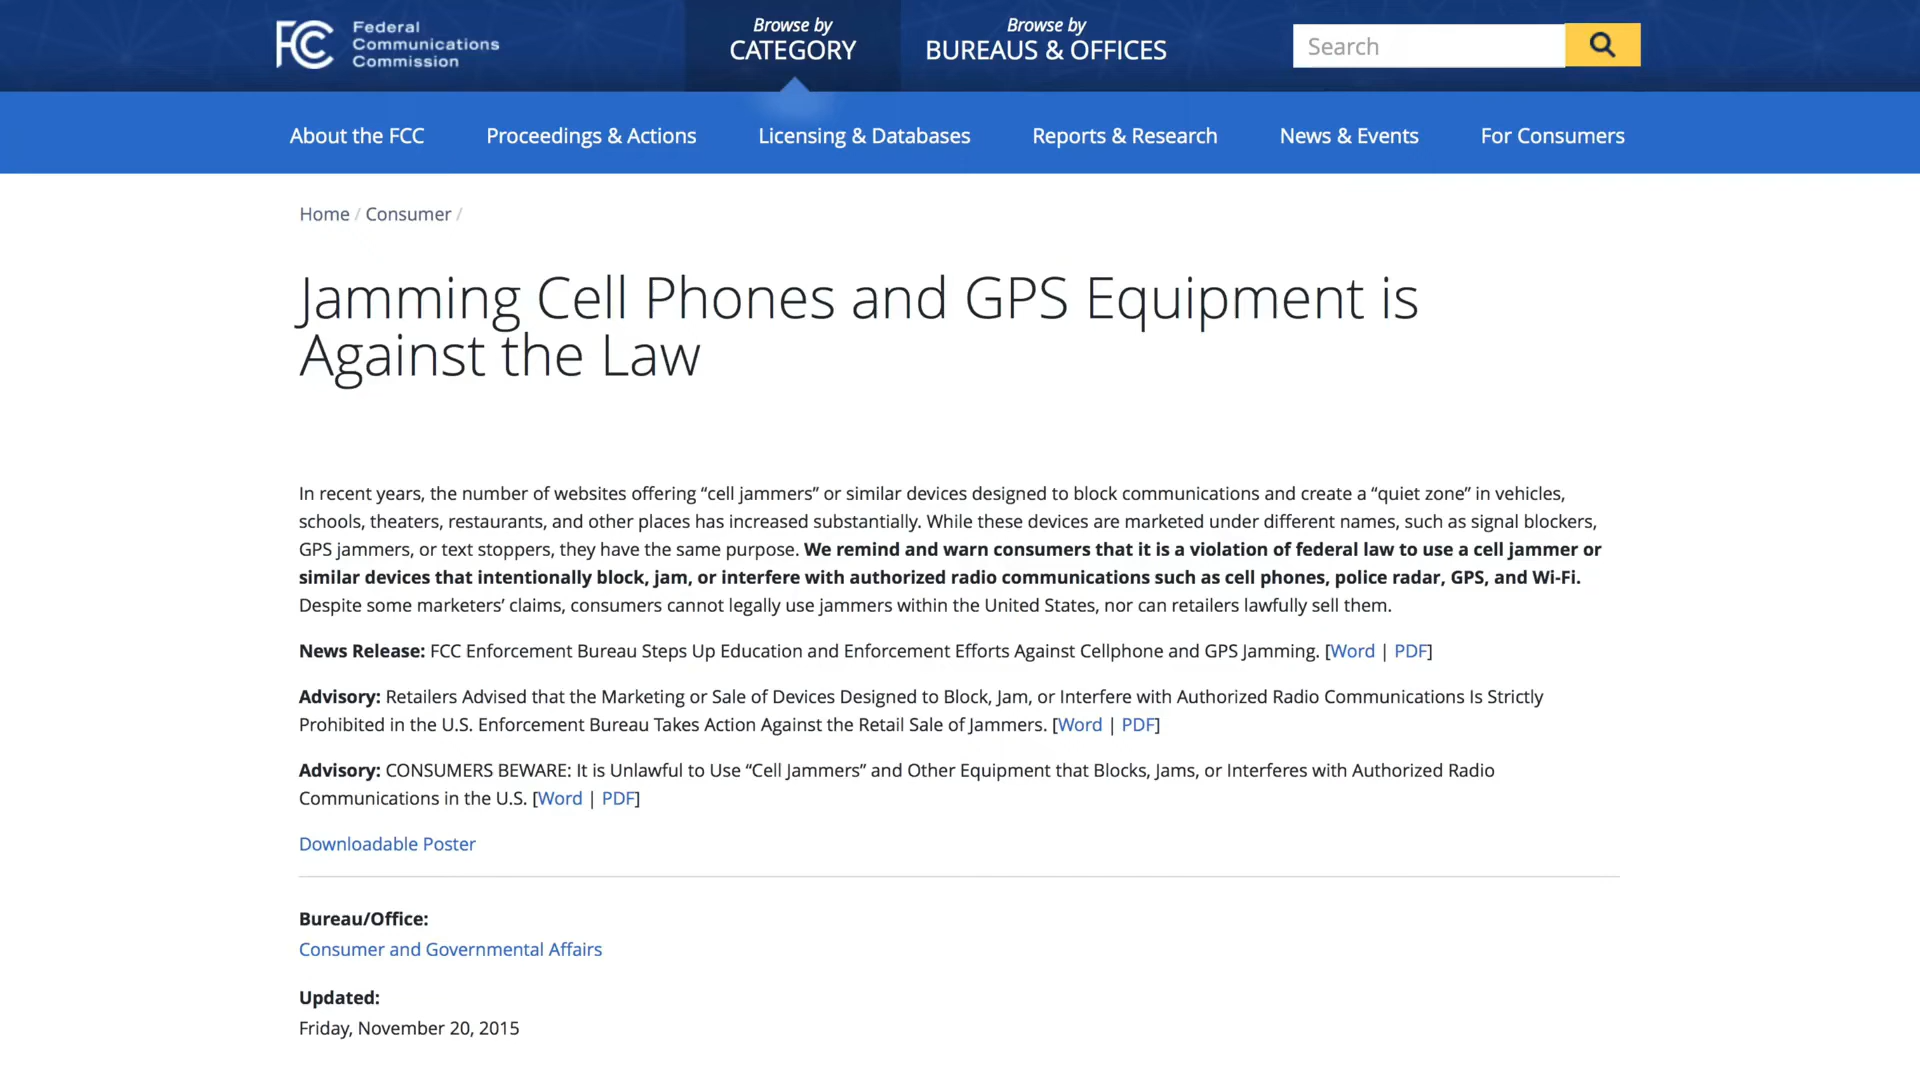 FCC Federal
Communications
Commission
Browse by
CATEGORY
Browse by
BUREAUS & OFFICES
Search
About the FCC
Proceedings & Actions
Licensing & Databases
Reports & Research
News & Events
For Consumers
Home / Consumer /
Jamming Cell Phones and GPS Equipment is
Against the Law
In recent years, the number of websites offering “cell jammers” or similar devices designed to block communications and create a “quiet zone” in vehicles,
schools, theaters, restaurants, and other places has increased substantially. While these devices are marketed under different names, such as signal blockers,
GPS jammers, or text stoppers, they have the same purpose. We remind and warn consumers that it is a violation of federal law to use a cell jammer or
similar devices that intentionally block, jam, or interfere with authorized radio communications such as cell phones, police radar, GPS, and Wi-Fi.
Despite some marketers’ claims, consumers cannot legally use jammers within the United States, nor can retailers lawfully sell them.
News Release: FCC Enforcement Bureau Steps Up Education and Enforcement Efforts Against Cellphone and GPS Jamming. [Word | PDF]
Advisory: Retailers Advised that the Marketing or Sale of Devices Designed to Block, Jam, or Interfere with Authorized Radio Communications Is Strictly
Prohibited in the U.S. Enforcement Bureau Takes Action Against the Retail Sale of Jammers. [Word | PDF]
Advisory: CONSUMERS BEWARE: It is Unlawful to Use “Cell Jammers” and Other Equipment that Blocks, Jams, or Interferes with Authorized Radio
Communications in the U.S. [Word | PDF]
Downloadable Poster
Bureau/Office:
Consumer and Governmental Affairs
Updated:
Friday, November 20, 2015